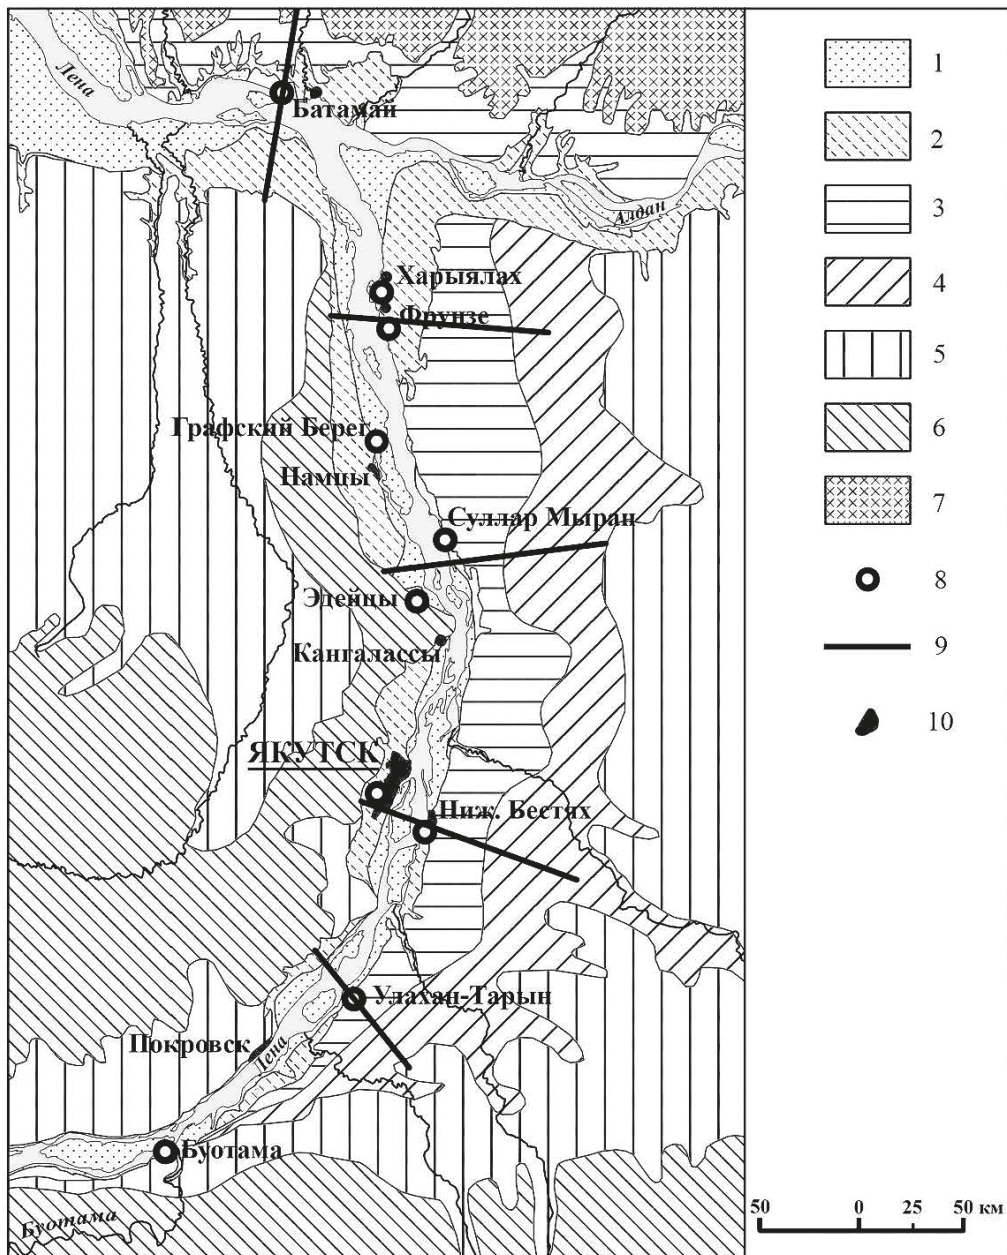 Лена
Батамай
Алдан
Харыялах
Фрунзе
Графский Берег
Намцы
Суллар Мыран
Эдейцы
Кангалассы
ЯКУТСК
Ниж. Бестях
Улахан-Тарын
Покровск
Лена
Буотама
Буотама
1
2
3
4
5
6
7
8
9
10
50 0 25 50 км